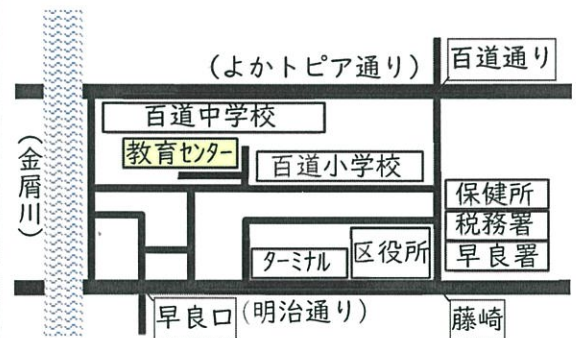 百道通り
(よかトピア通り)
百道中学校
教育センター
百道小学校
(金屑川)
保健所
税務署
早良署
区役所
ターミナル
早良口
(明治通り)
藤崎